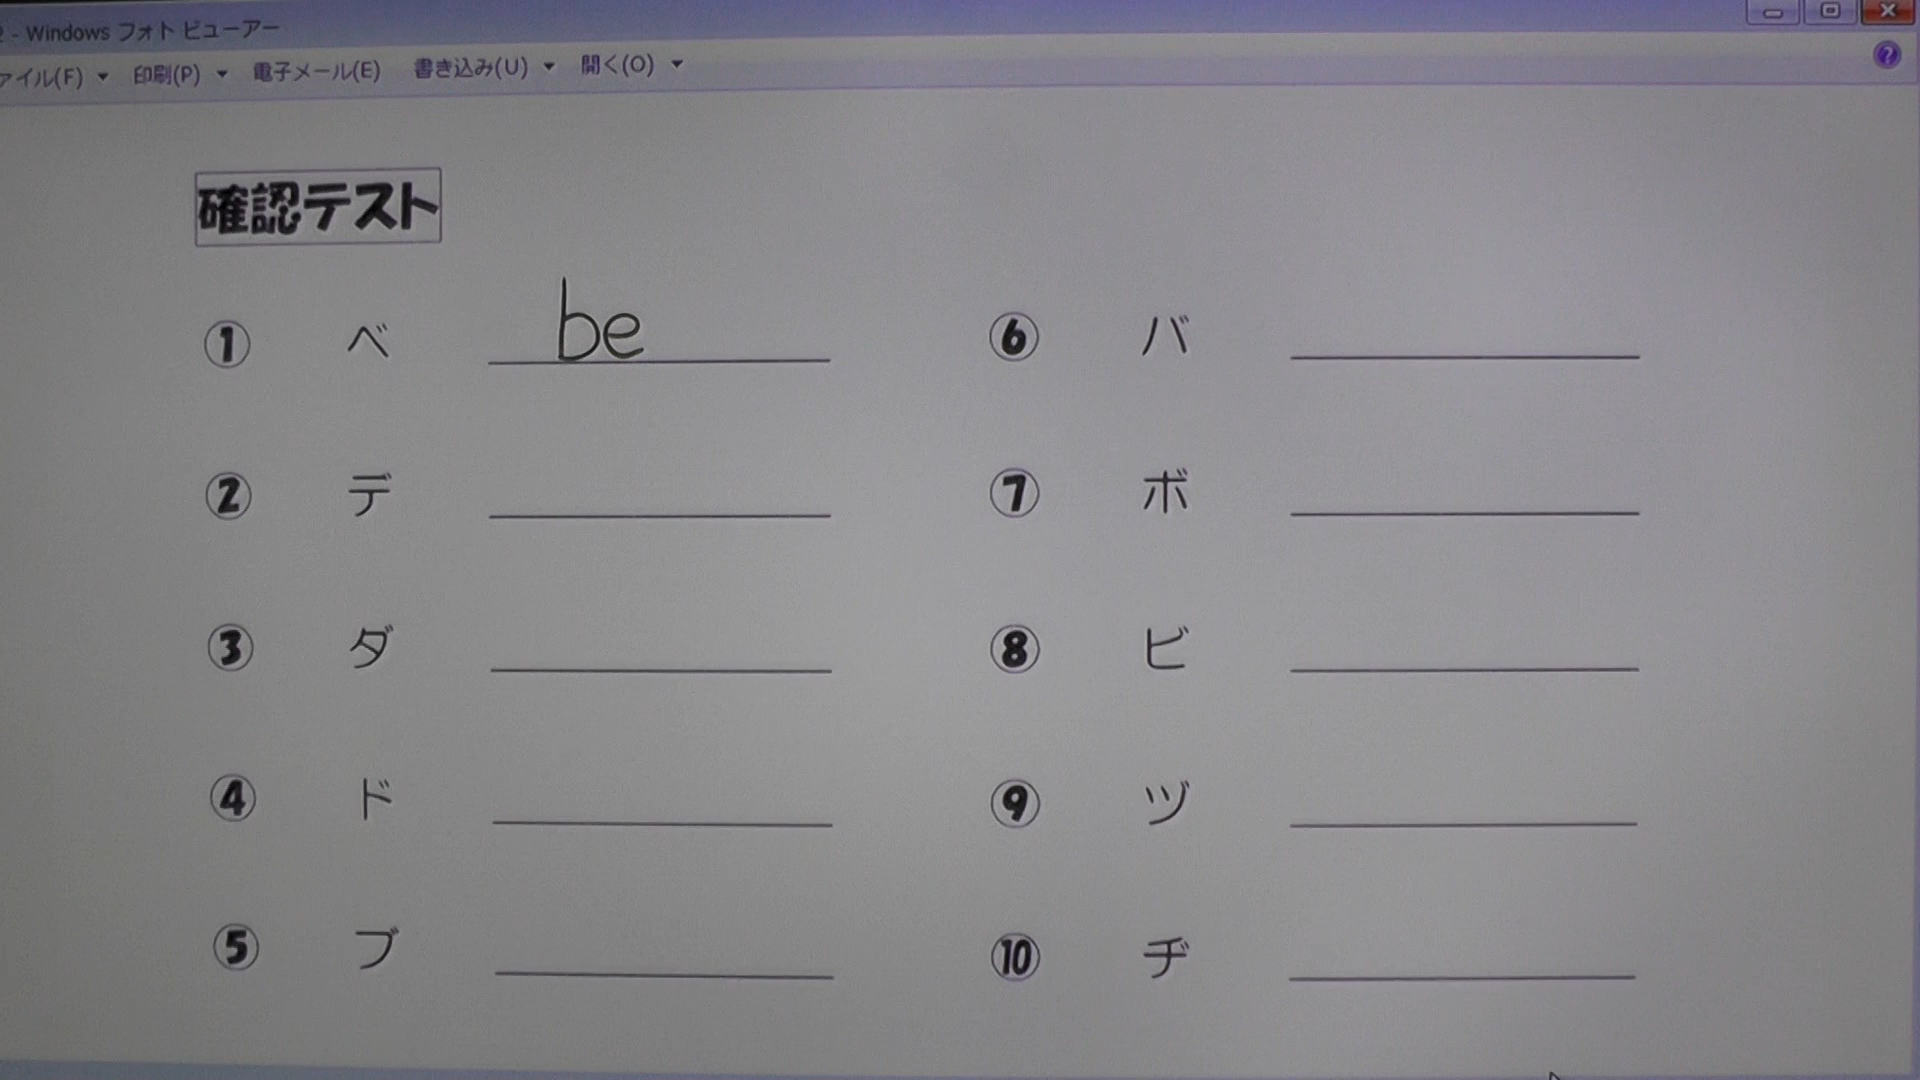 2 - Windows フォト ビューアー
ァイル(F) 印刷(P) 電子メール(E) 書き込み(U) 開く(O)
確認テスト
① ベ be
② デ
③ ダ
④ ド
⑤ ブ
⑥ バ
⑦ ボ
⑧ ビ
⑨ ヅ
⑩ ヂ